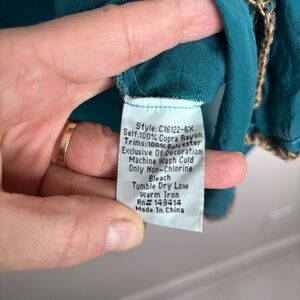 Style: C16122-6X
Self:100% Cupra Rayon
Trims:100% Polyester
Exclusive Of Decoration
Machine Wash Cold
Only Non-Chlorine
Bleach
Tumble Dry Low
Warm Iron
Rn# 149414
Made In China